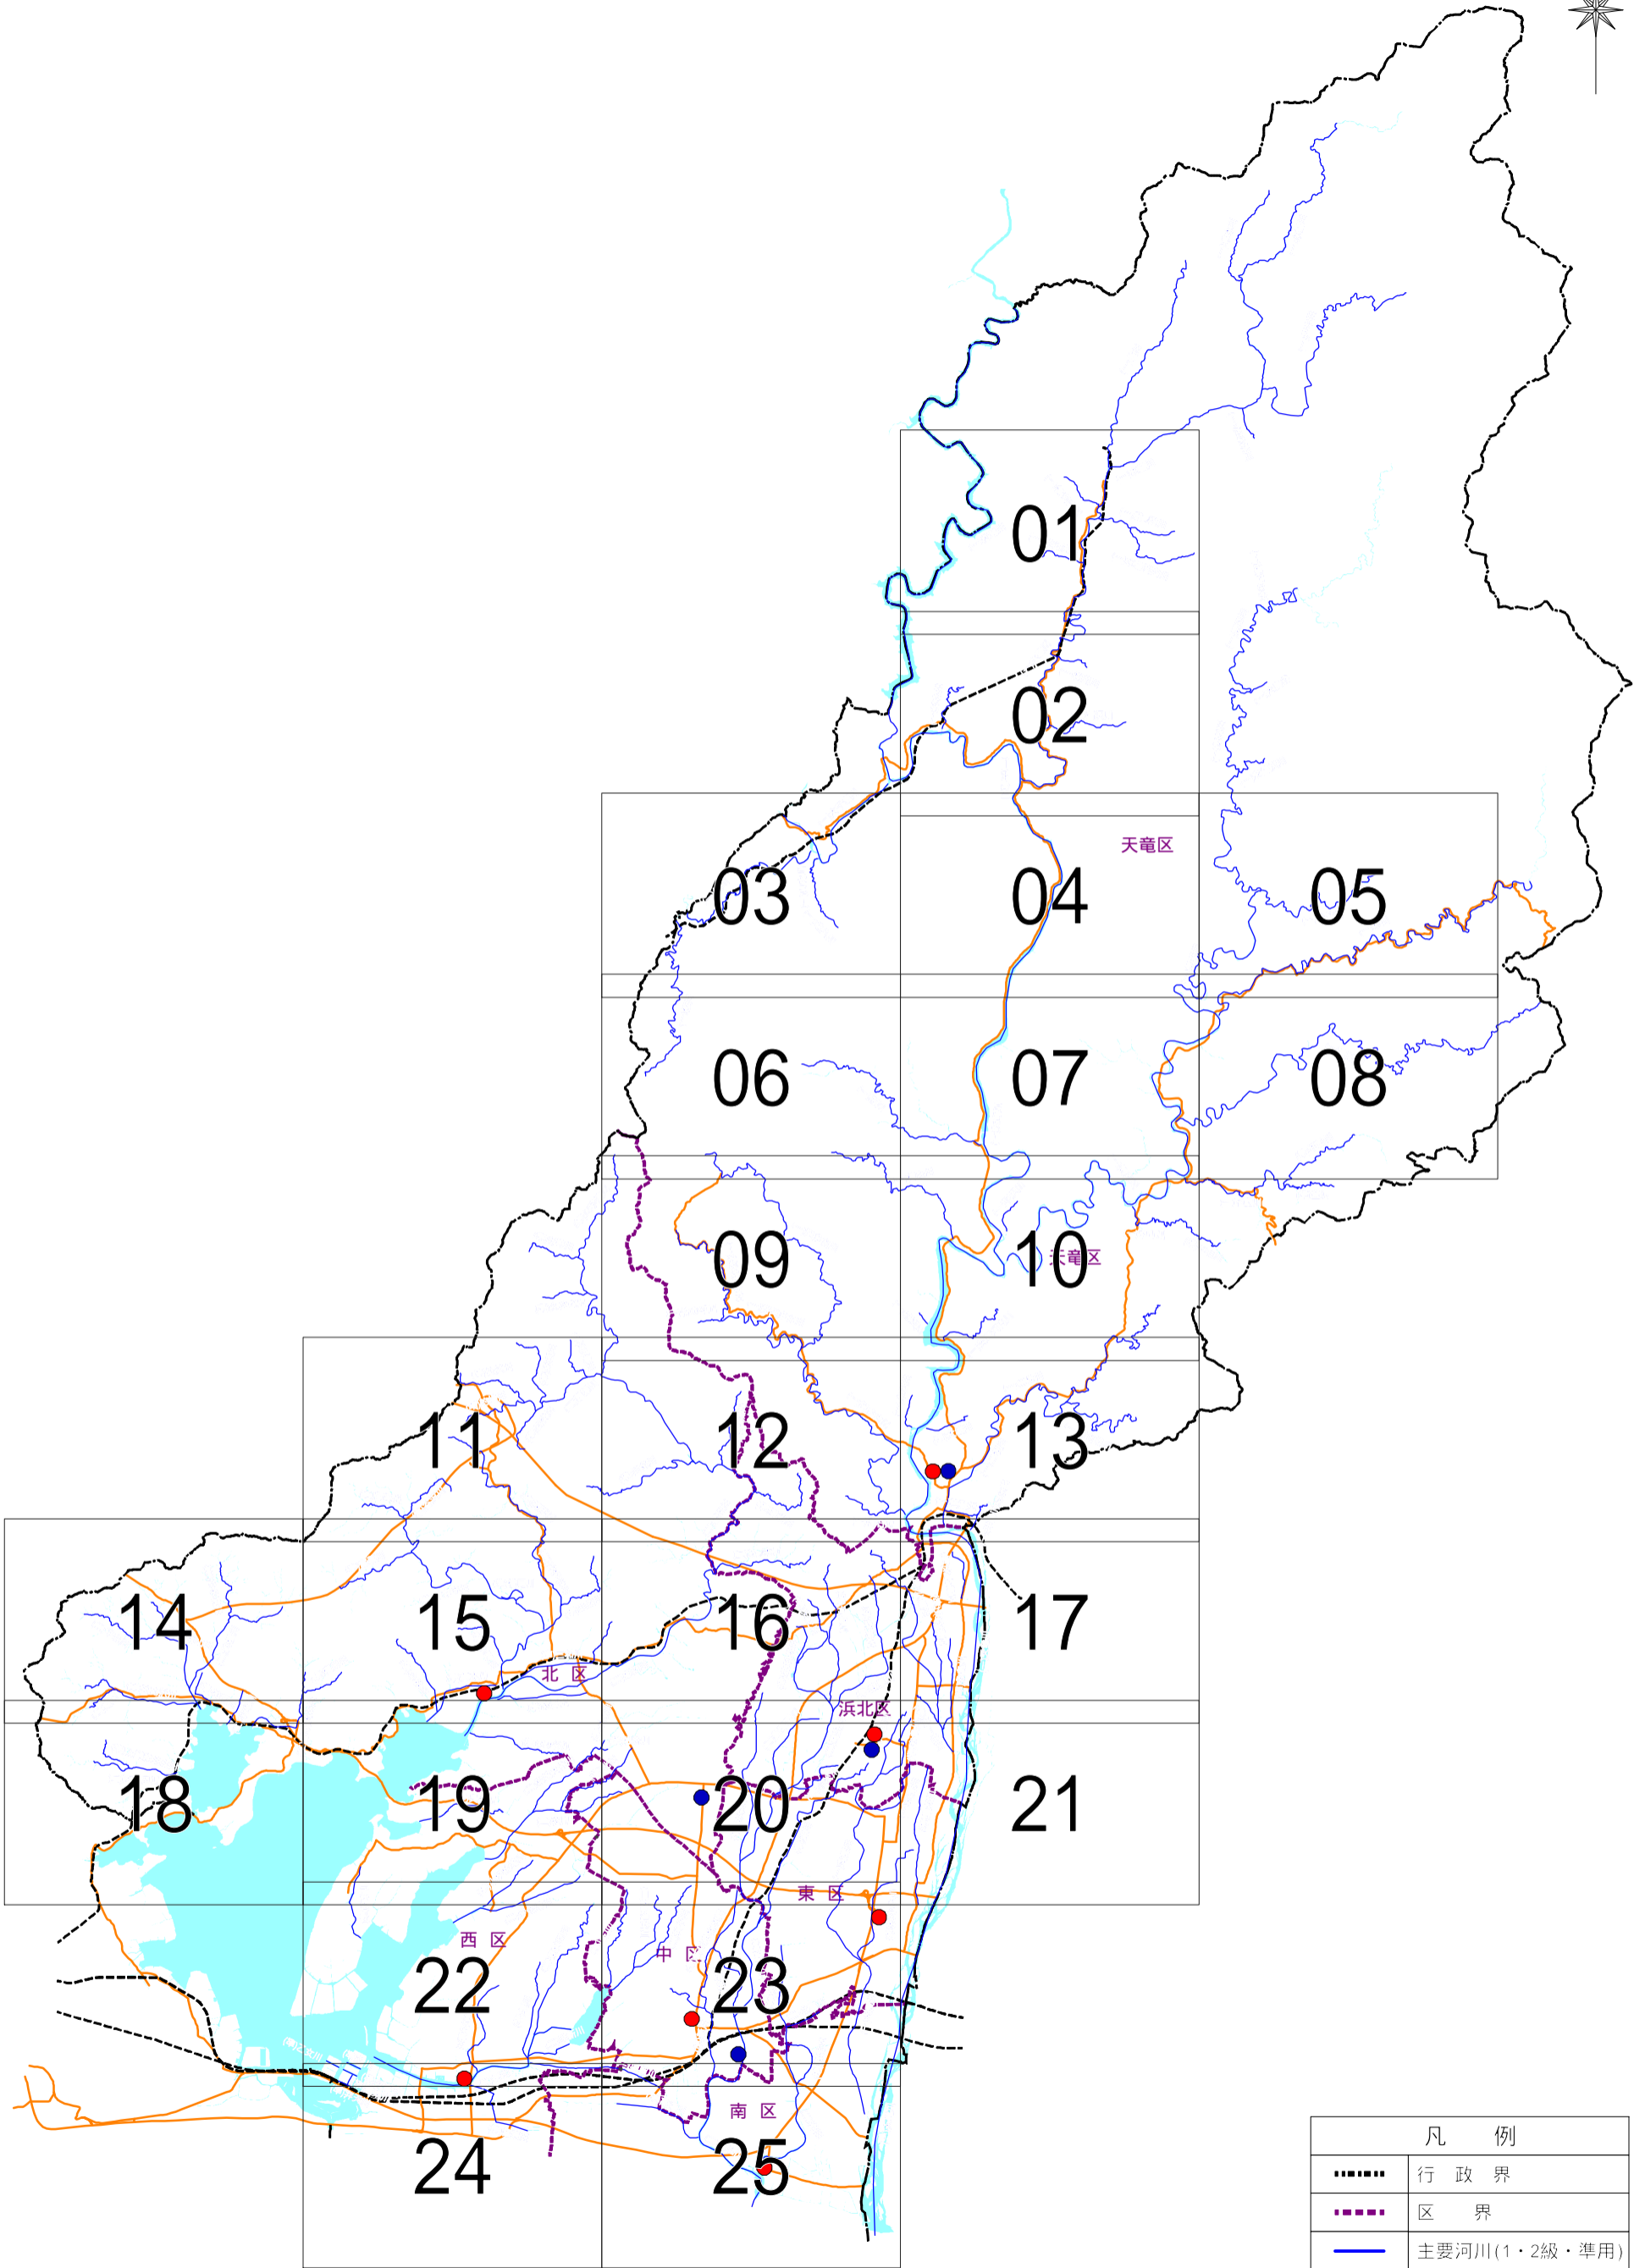 01
02
天竜区
03
04
05
06
07
08
09
10
天竜区
11
12
13
14
15
16
17
北 区
浜北区
18
19
20
21
東 区
西 区
中 区
22
23
南 区
24
25
凡 例
行 政 界
区 界
主要河川(1・2級・準用)